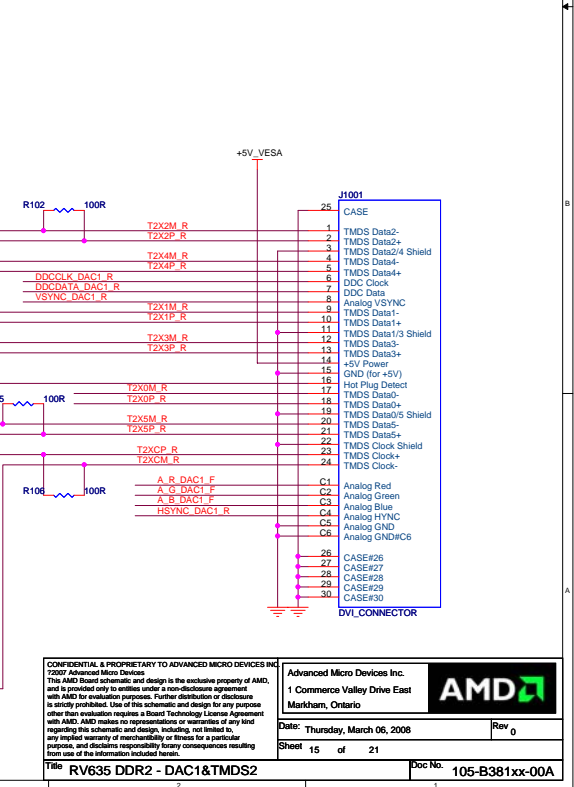 +5V_VESA
J1001
R102 100R
25 CASE
T2X2M_R 1 TMDS Data2-
T2X2P_R 2 TMDS Data2+
3 TMDS Data2/4 Shield
T2X4M_R 4 TMDS Data4-
T2X4P_R 5 TMDS Data4+
DDCCLK_DAC1_R 6 DDC Clock
DDCDATA_DAC1_R 7 DDC Data
VSYNC_DAC1_R 8 Analog VSYNC
T2X1M_R 9 TMDS Data1-
T2X1P_R 10 TMDS Data1+
11 TMDS Data1/3 Shield
T2X3M_R 12 TMDS Data3-
T2X3P_R 13 TMDS Data3+
14 +5V Power
15 GND (for +5V)
16 Hot Plug Detect
T2X0M_R 17 TMDS Data0-
5 100R T2X0P_R 18 TMDS Data0+
19 TMDS Data0/5 Shield
T2X5M_R 20 TMDS Data5-
T2X5P_R 21 TMDS Data5+
22 TMDS Clock Shield
T2XCP_R 23 TMDS Clock+
T2XCM_R 24 TMDS Clock-
R106 100R
A_R_DAC1_F C1 Analog Red
A_G_DAC1_F C2 Analog Green
A_B_DAC1_F C3 Analog Blue
HSYNC_DAC1_R C4 Analog HYNC
C5 Analog GND
C6 Analog GND#C6
26 CASE#26
27 CASE#27
28 CASE#28
29 CASE#29
30 CASE#30
DVI_CONNECTOR
B
A
CONFIDENTIAL & PROPRIETARY TO ADVANCED MICRO DEVICES INC.
?2007 Advanced Micro Devices
This AMD Board schematic and design is the exclusive property of AMD,
and is provided only to entities under a non-disclosure agreement
with AMD for evaluation purposes. Further distribution or disclosure
is strictly prohibited. Use of this schematic and design for any purpose
other than evaluation requires a Board Technology License Agreement
with AMD. AMD makes no representations or warranties of any kind
regarding this schematic and design, including, not limited to,
any implied warranty of merchantibility or fitness for a particular
purpose, and disclaims responsibility forany consequences resulting
from use of the information included herein.
Advanced Micro Devices Inc.
1 Commerce Valley Drive East
Markham, Ontario
AMD
Date: Thursday, March 06, 2008
Rev 0
Sheet 15 of 21
Title RV635 DDR2 - DAC1&TMDS2
Doc No. 105-B381xx-00A
2 1